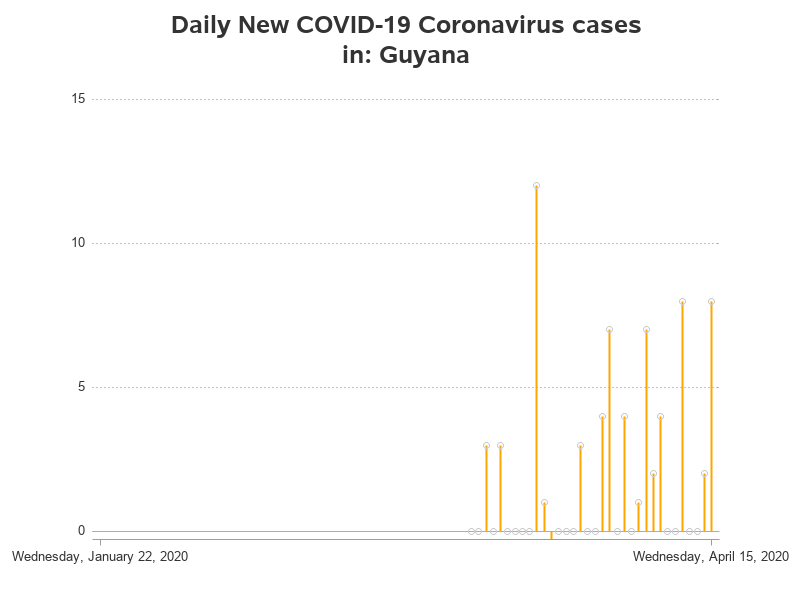 Daily New COVID-19 Coronavirus cases
in: Guyana
15
10
5
0
Wednesday, January 22, 2020 Wednesday, April 15, 2020